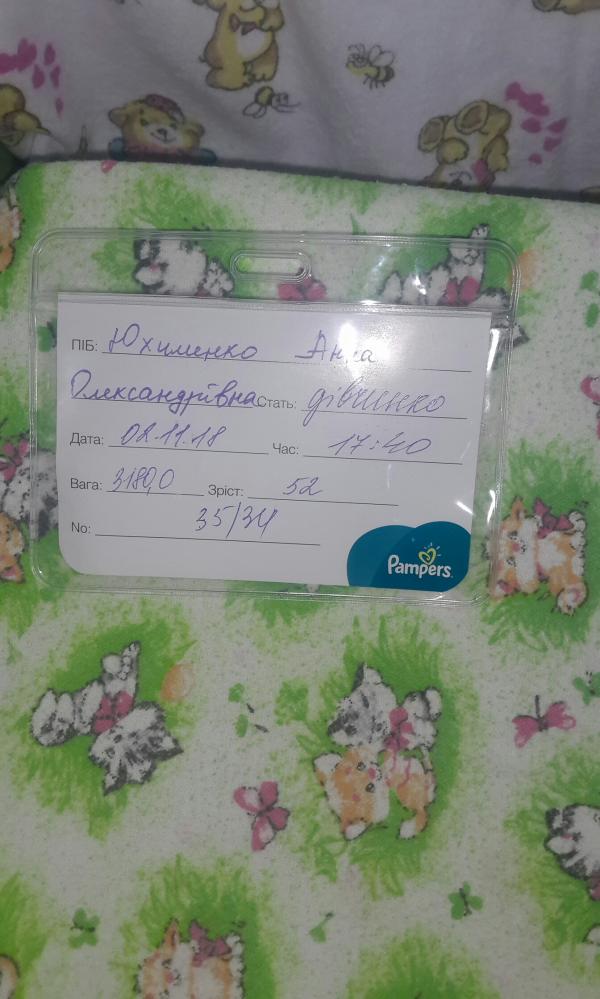 ПІБ: Юхименко Анна
Олександрівна Стать: дівчинко
Дата: 02.11.18 Час: 17:40
Вага: 3180,0 Зріст: 52
No: 35/34
Pampers